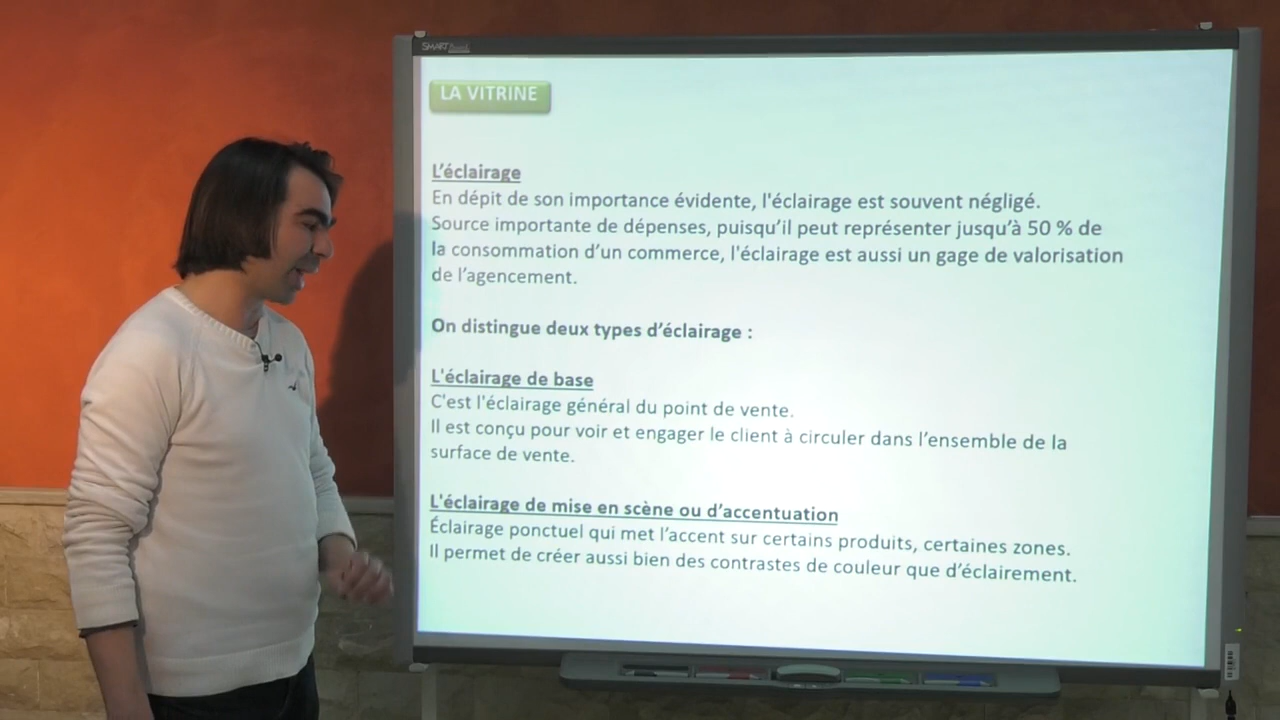 SMART Board
LA VITRINE
L'éclairage
En dépit de son importance évidente, l'éclairage est souvent négligé.
Source importante de dépenses, puisqu'il peut représenter jusqu'à 50 % de
la consommation d'un commerce, l'éclairage est aussi un gage de valorisation
de l'agencement.
On distingue deux types d'éclairage :
L'éclairage de base
C'est l'éclairage général du point de vente.
Il est conçu pour voir et engager le client à circuler dans l'ensemble de la
surface de vente.
L'éclairage de mise en scène ou d'accentuation
Éclairage ponctuel qui met l'accent sur certains produits, certaines zones.
Il permet de créer aussi bien des contrastes de couleur que d'éclairement.